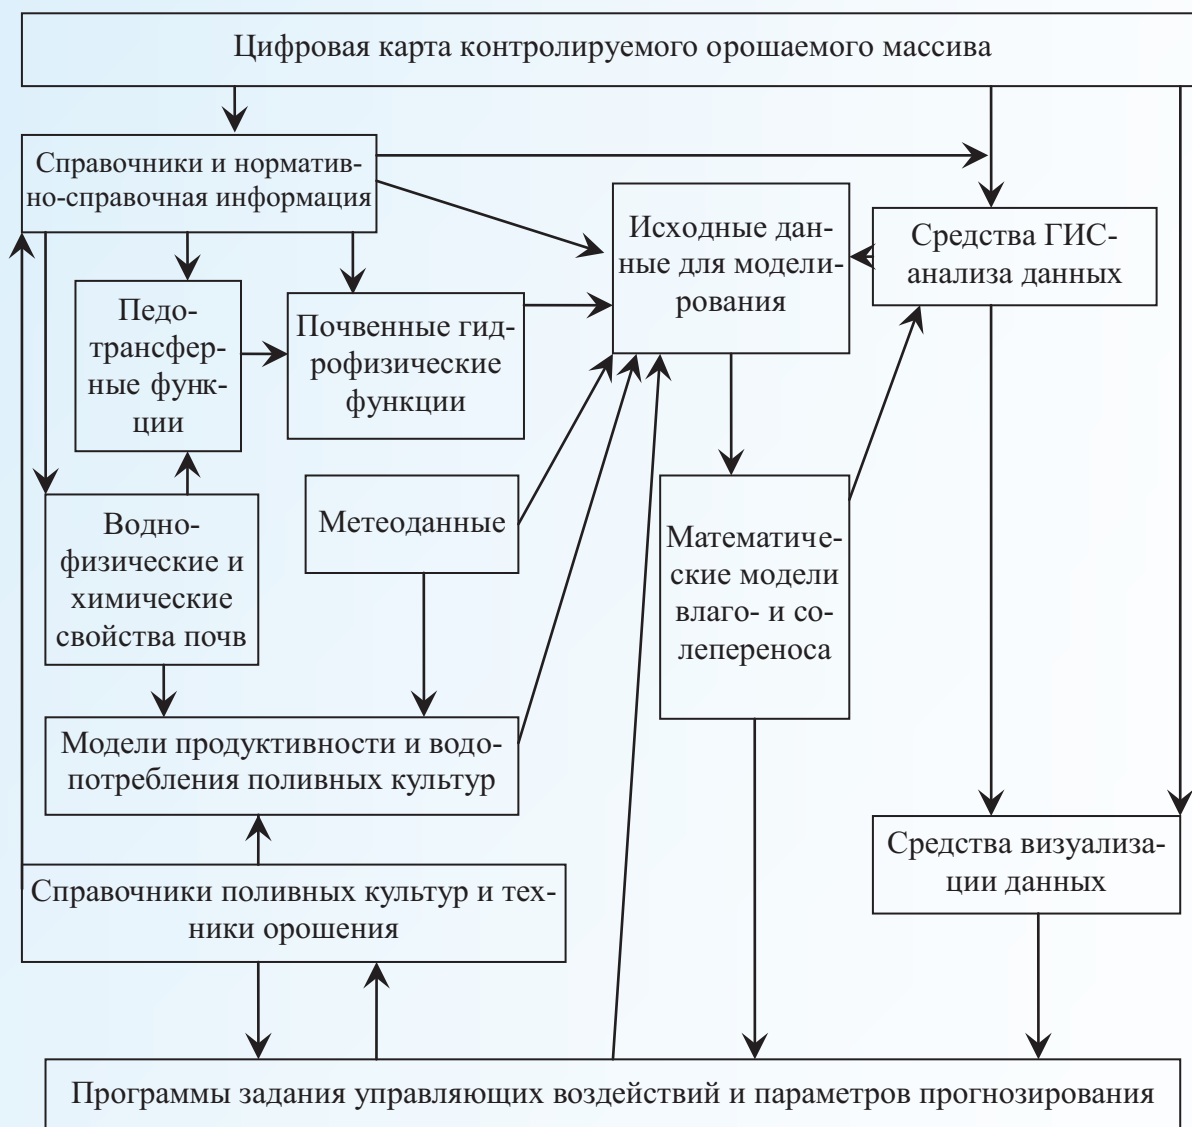 Цифровая карта контролируемого орошаемого массива
Справочники и норматив-
но-справочная информация
Исходные дан-
ные для модели-
рования
Средства ГИС-
анализа данных
Педо-
трансфер-
ные функ-
ции
Почвенные гид-
рофизические
функции
Водно-
физические и
химические
свойства почв
Метеоданные
Математиче-
ские модели
влаго- и со-
лепереноса
Модели продуктивности и водо-
потребления поливных культур
Средства визуализа-
ции данных
Справочники поливных культур и тех-
ники орошения
Программы задания управляющих воздействий и параметров прогнозирования